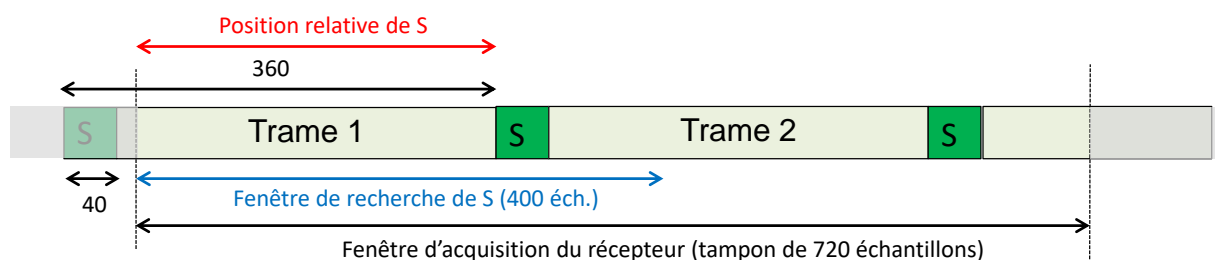 Position relative de S
360
S Trame 1 S Trame 2 S
40 Fenêtre de recherche de S (400 éch.)
Fenêtre d'acquisition du récepteur (tampon de 720 échantillons)